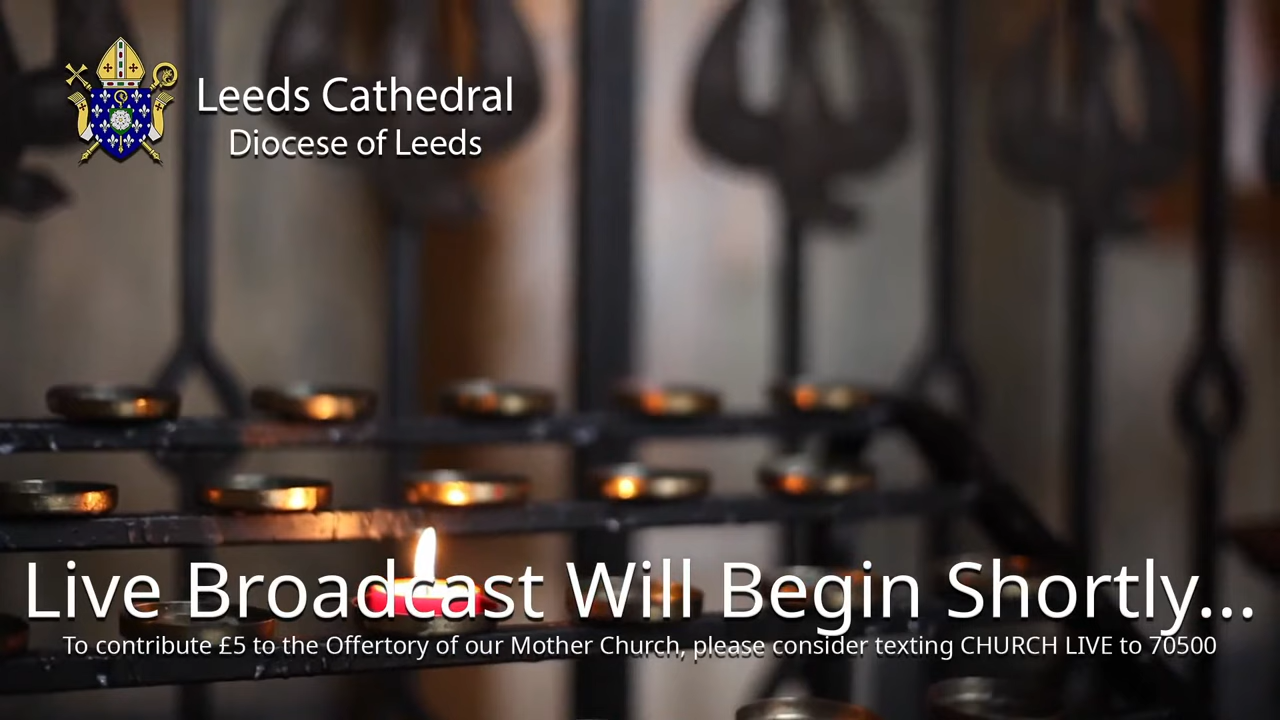 Leeds Cathedral
Diocese of Leeds
Live Broadcast Will Begin Shortly...
To contribute £5 to the Offertory of our Mother Church, please consider texting CHURCH LIVE to 70500